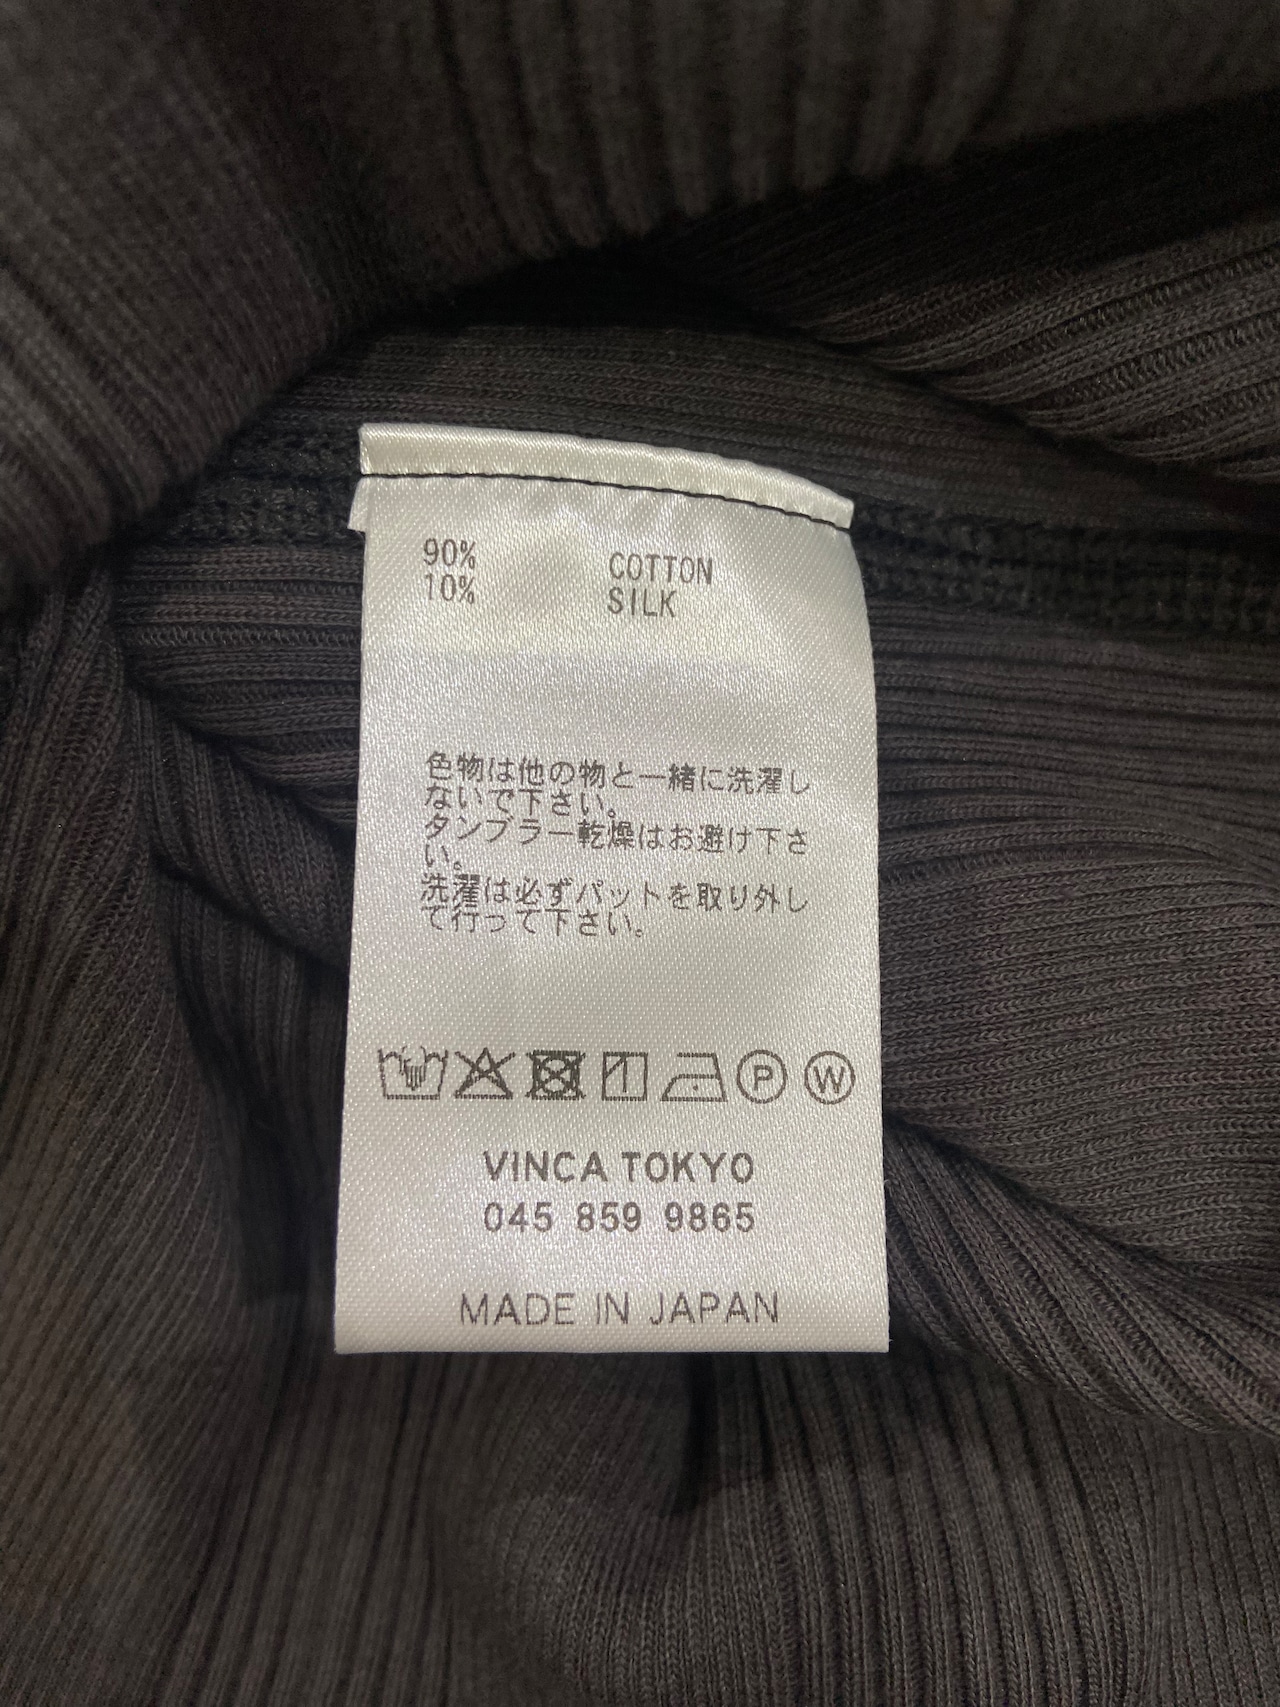 90% COTTON
10% SILK
色物は他の物と一緒に洗濯し
ないで下さい。
タンブラー乾燥はお避け下さ
い。
洗濯は必ずパットを取り外し
て行って下さい。
P W
VINCA TOKYO
045 859 9865
MADE IN JAPAN